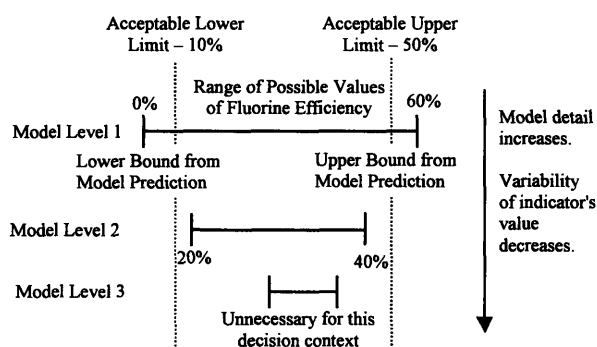 Acceptable Lower
Limit – 10%
Acceptable Upper
Limit – 50%
Range of Possible Values
of Fluorine Efficiency
0%
60%
Model Level 1
Lower Bound from
Model Prediction
Upper Bound from
Model Prediction
Model detail
increases.
Variability
of indicator's
value
decreases.
Model Level 2
20%
40%
Model Level 3
Unnecessary for this
decision context